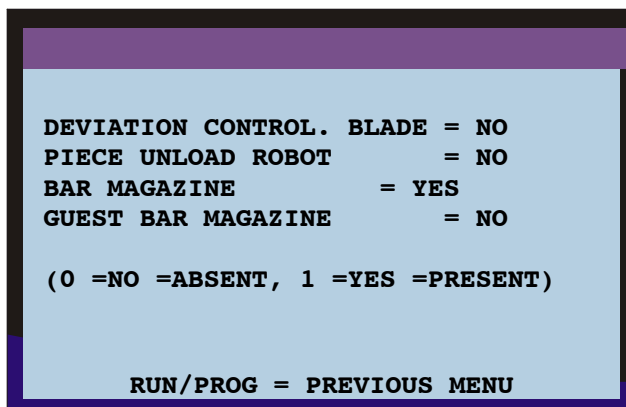 DEVIATION CONTROL. BLADE = NO
PIECE UNLOAD ROBOT = NO
BAR MAGAZINE = YES
GUEST BAR MAGAZINE = NO
(0 =NO =ABSENT, 1 =YES =PRESENT)
RUN/PROG = PREVIOUS MENU